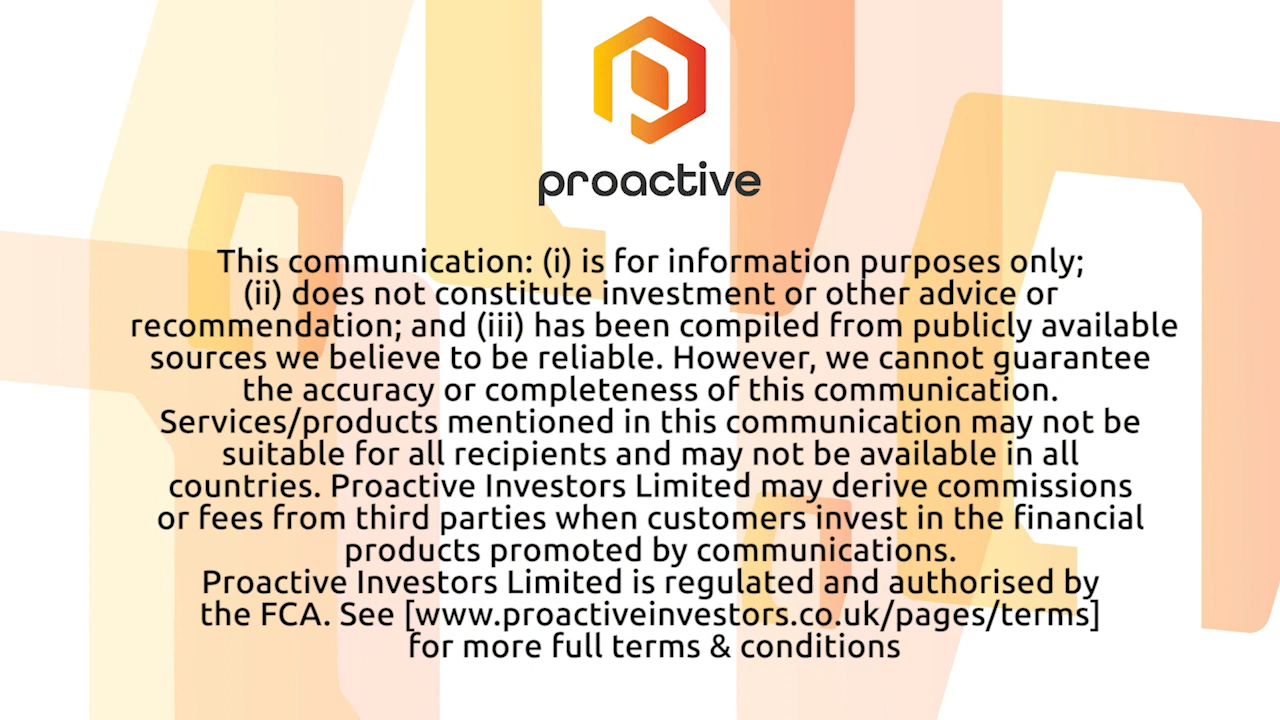 proactive
This communication: (i) is for information purposes only;
(ii) does not constitute investment or other advice or
recommendation; and (iii) has been compiled from publicly available
sources we believe to be reliable. However, we cannot guarantee
the accuracy or completeness of this communication.
Services/products mentioned in this communication may not be
suitable for all recipients and may not be available in all
countries. Proactive Investors Limited may derive commissions
or fees from third parties when customers invest in the financial
products promoted by communications.
Proactive Investors Limited is regulated and authorised by
the FCA. See [www.proactiveinvestors.co.uk/pages/terms]
for more full terms & conditions